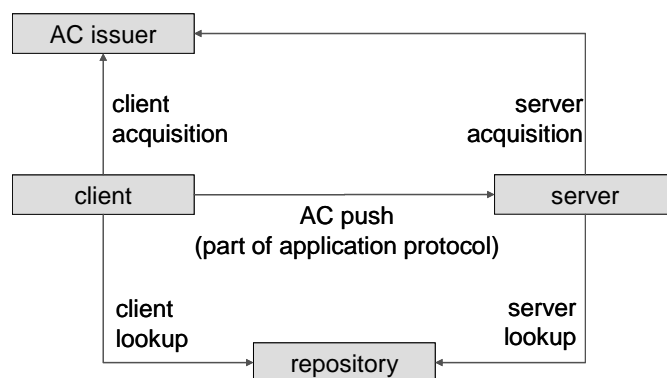 AC issuer
client
acquisition
server
acquisition
client
server
AC push
(part of application protocol)
client
lookup
server
lookup
repository